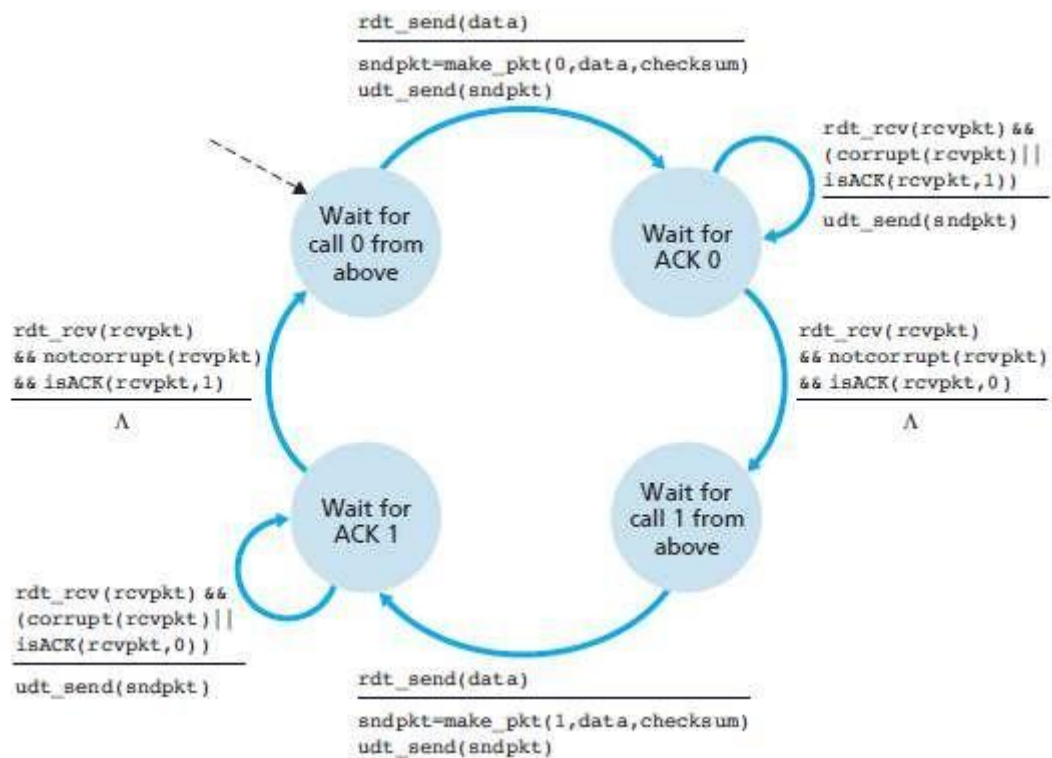 rdt_send(data)
sndpkt=make_pkt(0,data,checksum)
udt_send(sndpkt)
rdt_rcv(rcvpkt) &&
(corrupt(rcvpkt)||
isACK(rcvpkt,1))
udt_send(sndpkt)
Wait for
call 0 from
above
Wait for
ACK 0
rdt_rcv(rcvpkt)
&& notcorrupt(rcvpkt)
&& isACK(rcvpkt,1)
Λ
rdt_rcv(rcvpkt)
&& notcorrupt(rcvpkt)
&& isACK(rcvpkt,0)
Λ
Wait for
ACK 1
Wait for
call 1 from
above
rdt_rcv(rcvpkt) &&
(corrupt(rcvpkt)||
isACK(rcvpkt,0))
udt_send(sndpkt)
rdt_send(data)
sndpkt=make_pkt(1,data,checksum)
udt_send(sndpkt)